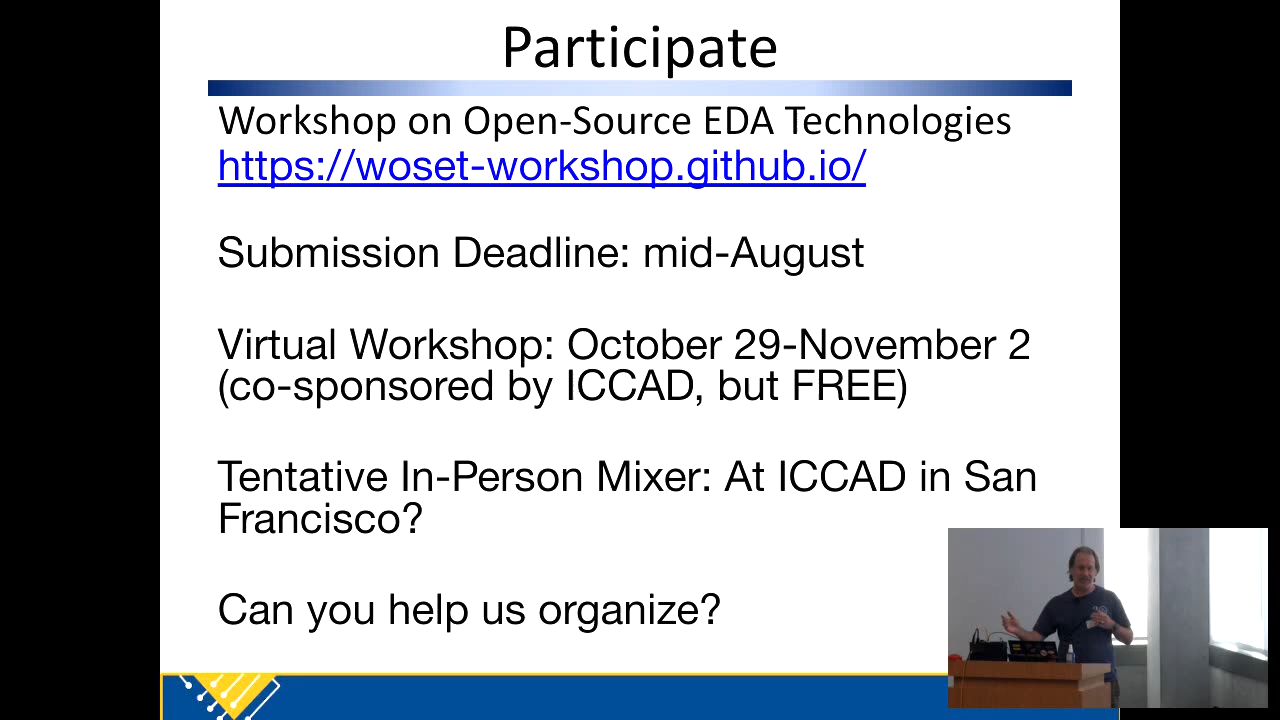 Participate
Workshop on Open-Source EDA Technologies
https://woset-workshop.github.io/
Submission Deadline: mid-August
Virtual Workshop: October 29-November 2
(co-sponsored by ICCAD, but FREE)
Tentative In-Person Mixer: At ICCAD in San
Francisco?
Can you help us organize?